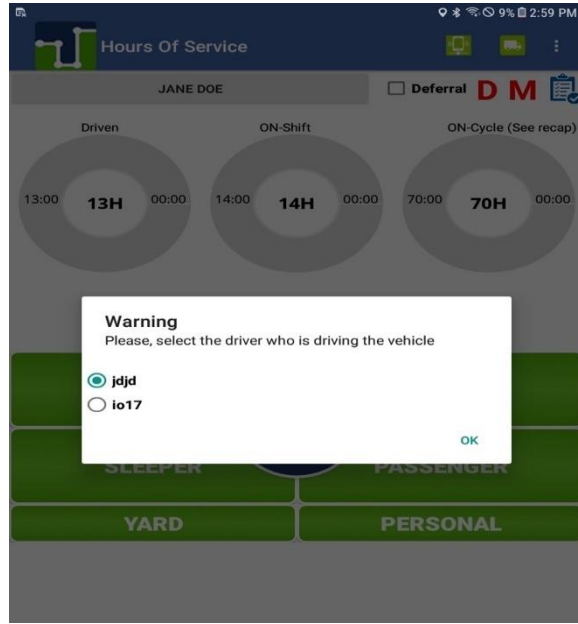 9% 2:59 PM
Hours Of Service
JANE DOE
Deferral D M
Driven ON-Shift ON-Cycle (See recap)
13:00 13H 00:00 14:00 14H 00:00 70:00 70H 00:00
Warning
Please, select the driver who is driving the vehicle
jdjd
io17
OK
SLEEPER PASSENGER
YARD PERSONAL